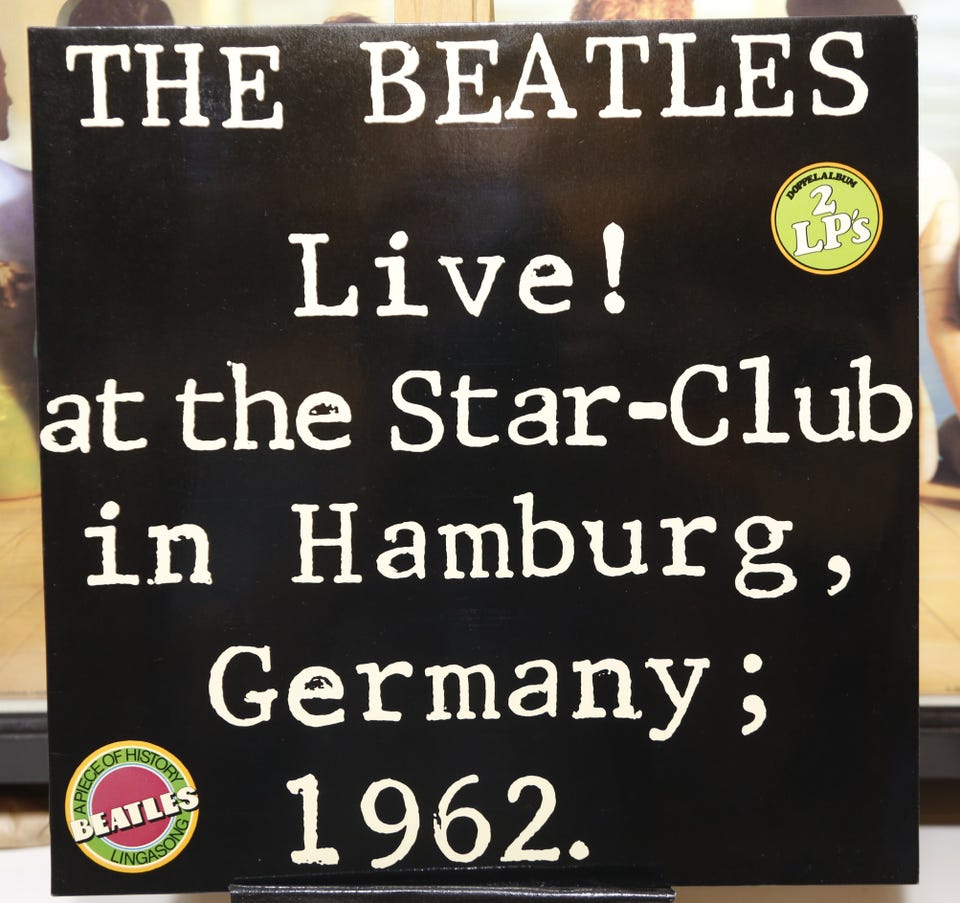 THE BEATLES
DOPPELALBUM
2
LP's
Live!
at the Star-Club
in Hamburg,
Germany;
1962.
A PIECE OF HISTORY
BEATLES
LINGASONG